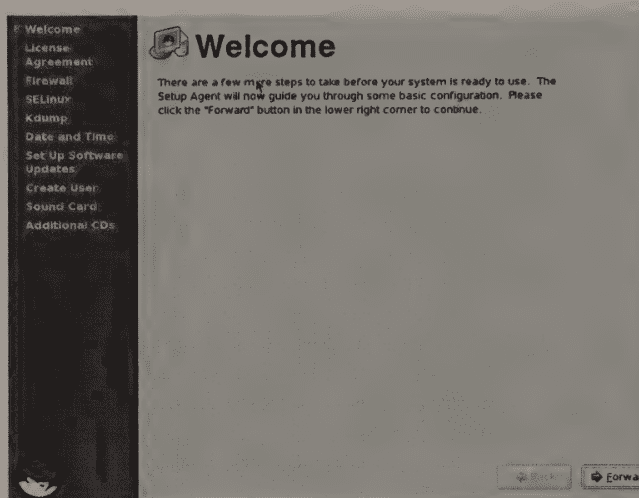 Welcome
License
Agreement
Firewall
SELinux
Kdump
Date and Time
Set Up Software
Updates
Create User
Sound Card
Additional CDs
Welcome
There are a few more steps to take before your system is ready to use. The
Setup Agent will now guide you through some basic configuration. Please
click the "Forward" button in the lower right corner to continue.
Back
Forwa